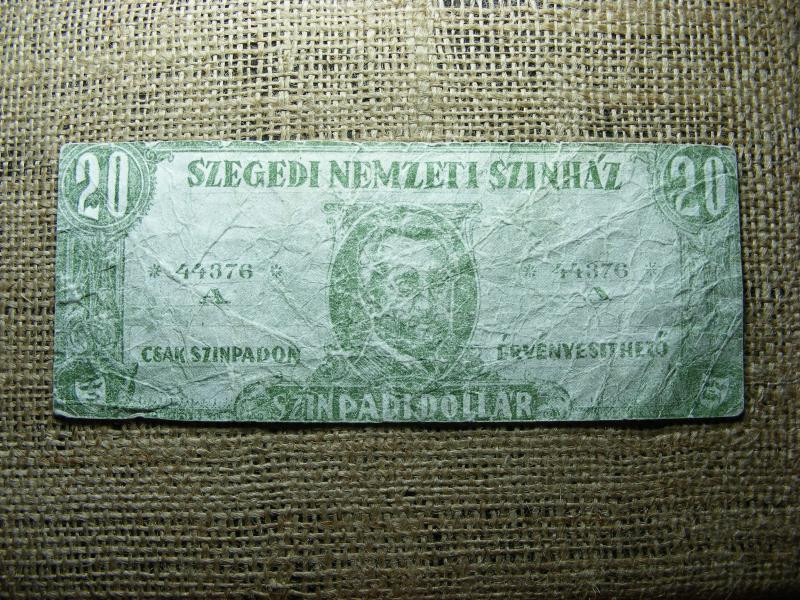 20 SZEGEDI NEMZETI SZINHÁZ 20
* 44376 * * 44376 *
A A
CSAK SZINPADON ÉRVÉNYESITHETŐ
SZINPADI DOLLÁR